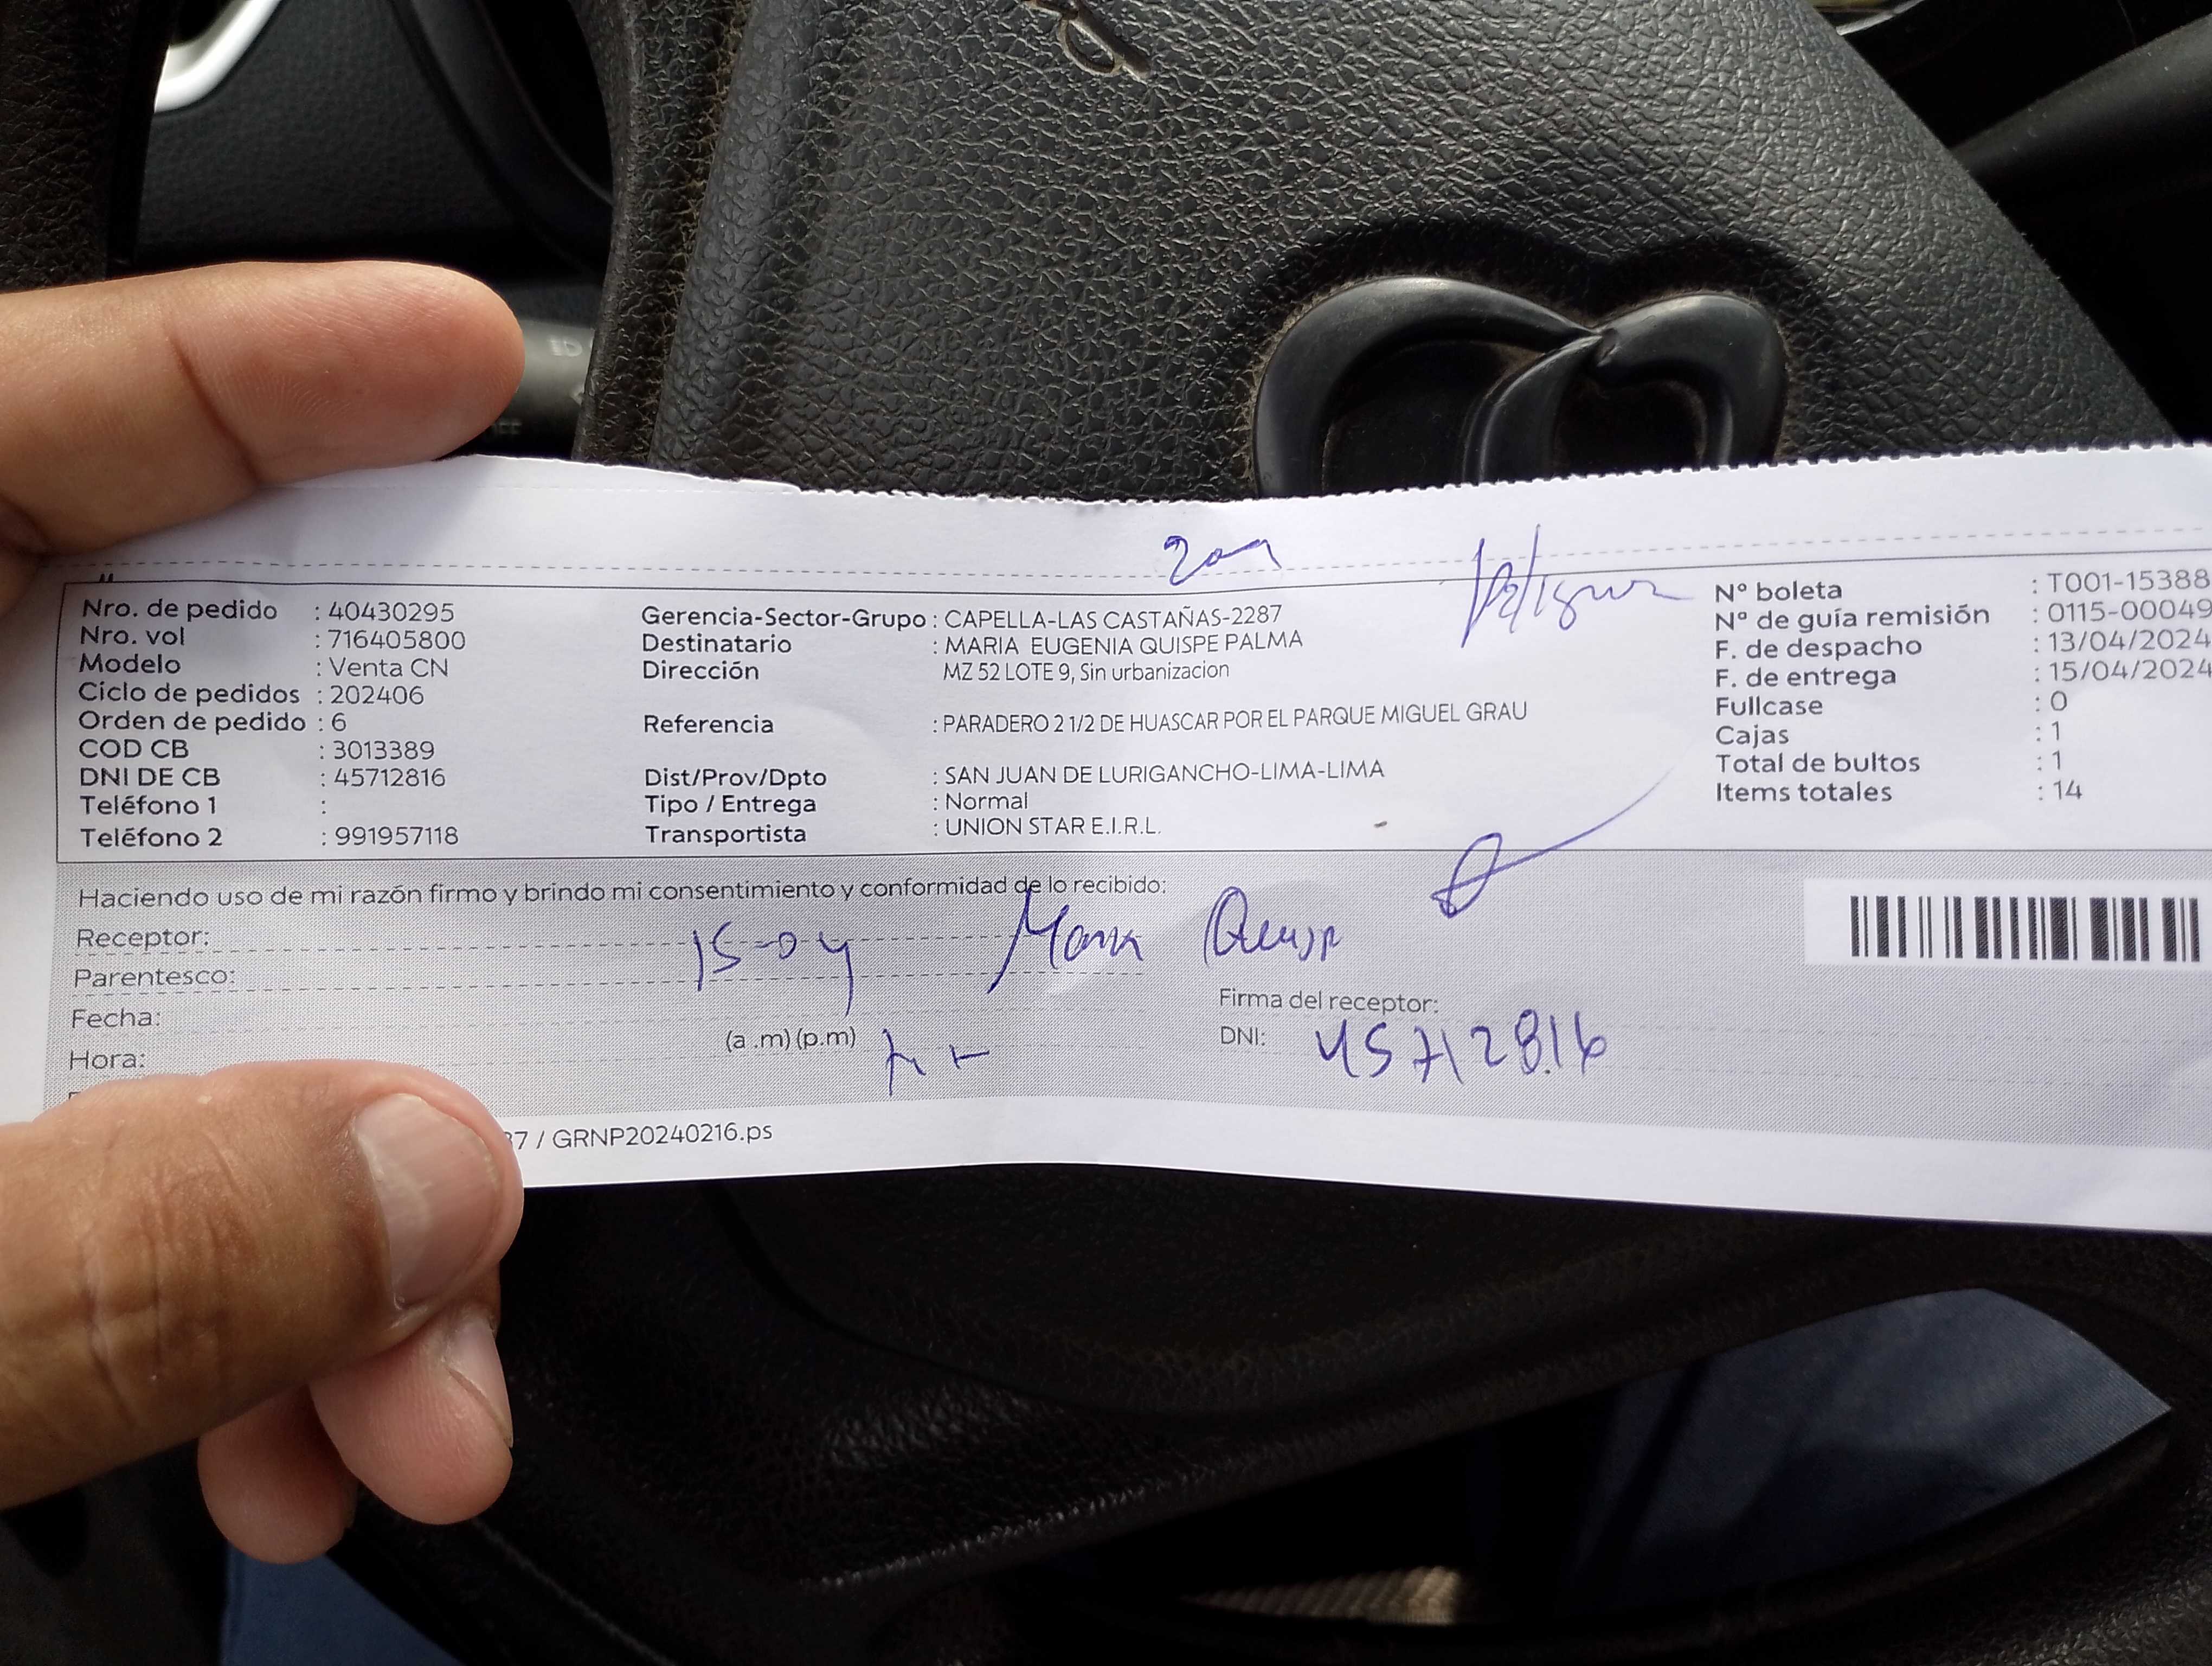 Nro. de pedido : 40430295
Nro. vol : 716405800
Modelo : Venta CN
Ciclo de pedidos : 202406
Orden de pedido : 6
COD CB : 3013389
DNI DE CB : 45712816
Teléfono 1 :
Teléfono 2 : 991957118
Gerencia-Sector-Grupo : CAPELLA-LAS CASTAÑAS-2287
Destinatario : MARIA EUGENIA QUISPE PALMA
Dirección MZ 52 LOTE 9, Sin urbanizacion
Referencia : PARADERO 2 1/2 DE HUASCAR POR EL PARQUE MIGUEL GRAU
Dist/Prov/Dpto : SAN JUAN DE LURIGANCHO-LIMA-LIMA
Tipo / Entrega : Normal
Transportista : UNION STAR E.I.R.L.
Nº boleta : T001-15388
Nº de guía remisión : 0115-00049
F. de despacho : 13/04/2024
F. de entrega : 15/04/2024
Fullcase : 0
Cajas : 1
Total de bultos : 1
Items totales : 14
Haciendo uso de mi razón firmo y brindo mi consentimiento y conformidad de lo recibido:
Receptor: 15-04 Maria Quisp
Parentesco:
Fecha:
Hora: (a .m) (p.m)
Firma del receptor:
DNI: 45712816
37 / GRNP20240216.ps